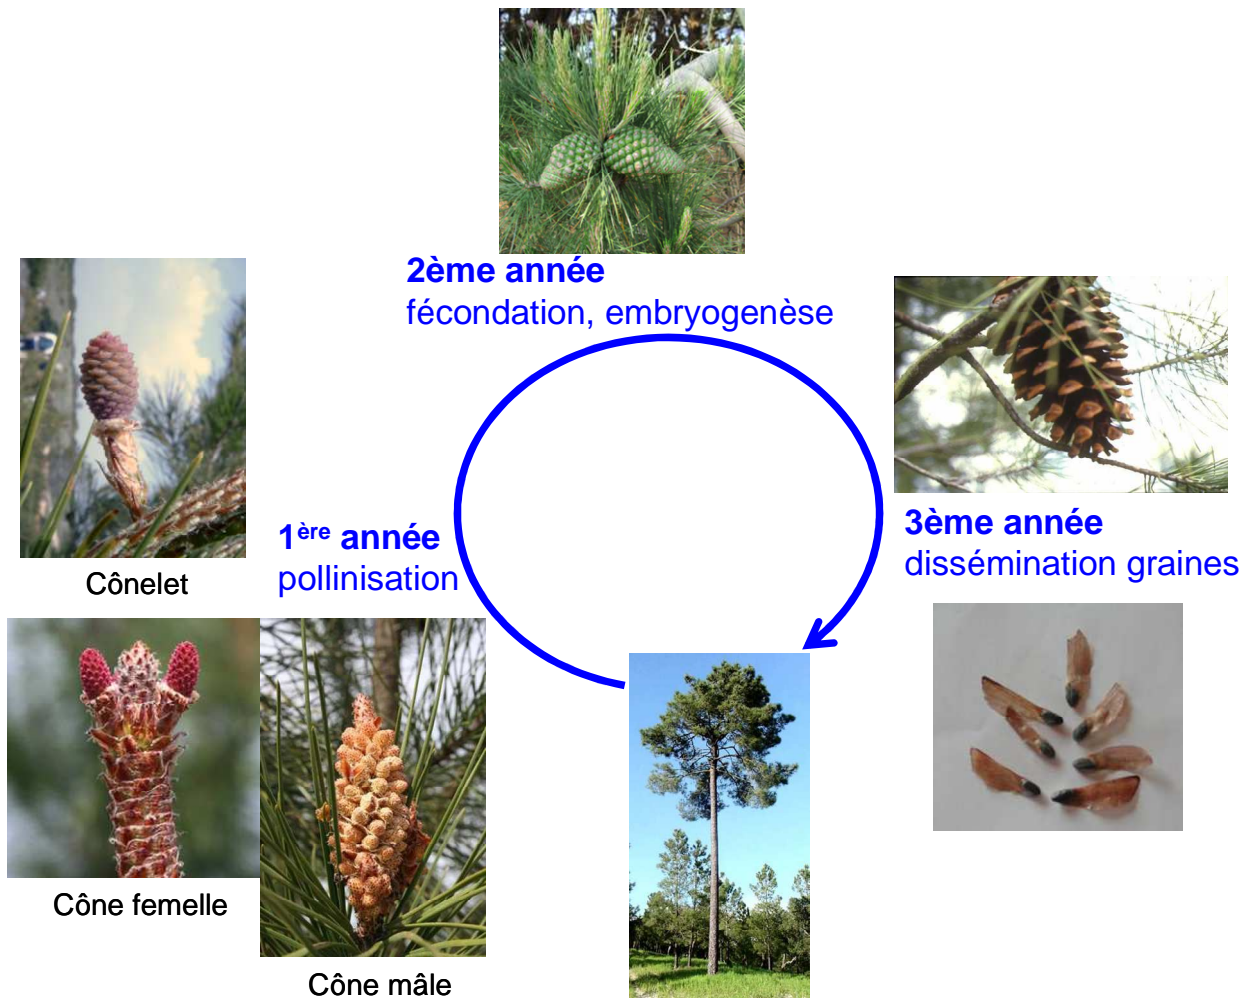 2ème année
fécondation, embryogenèse
1ère année
pollinisation
3ème année
dissémination graines
Cônelet
Cône femelle
Cône mâle